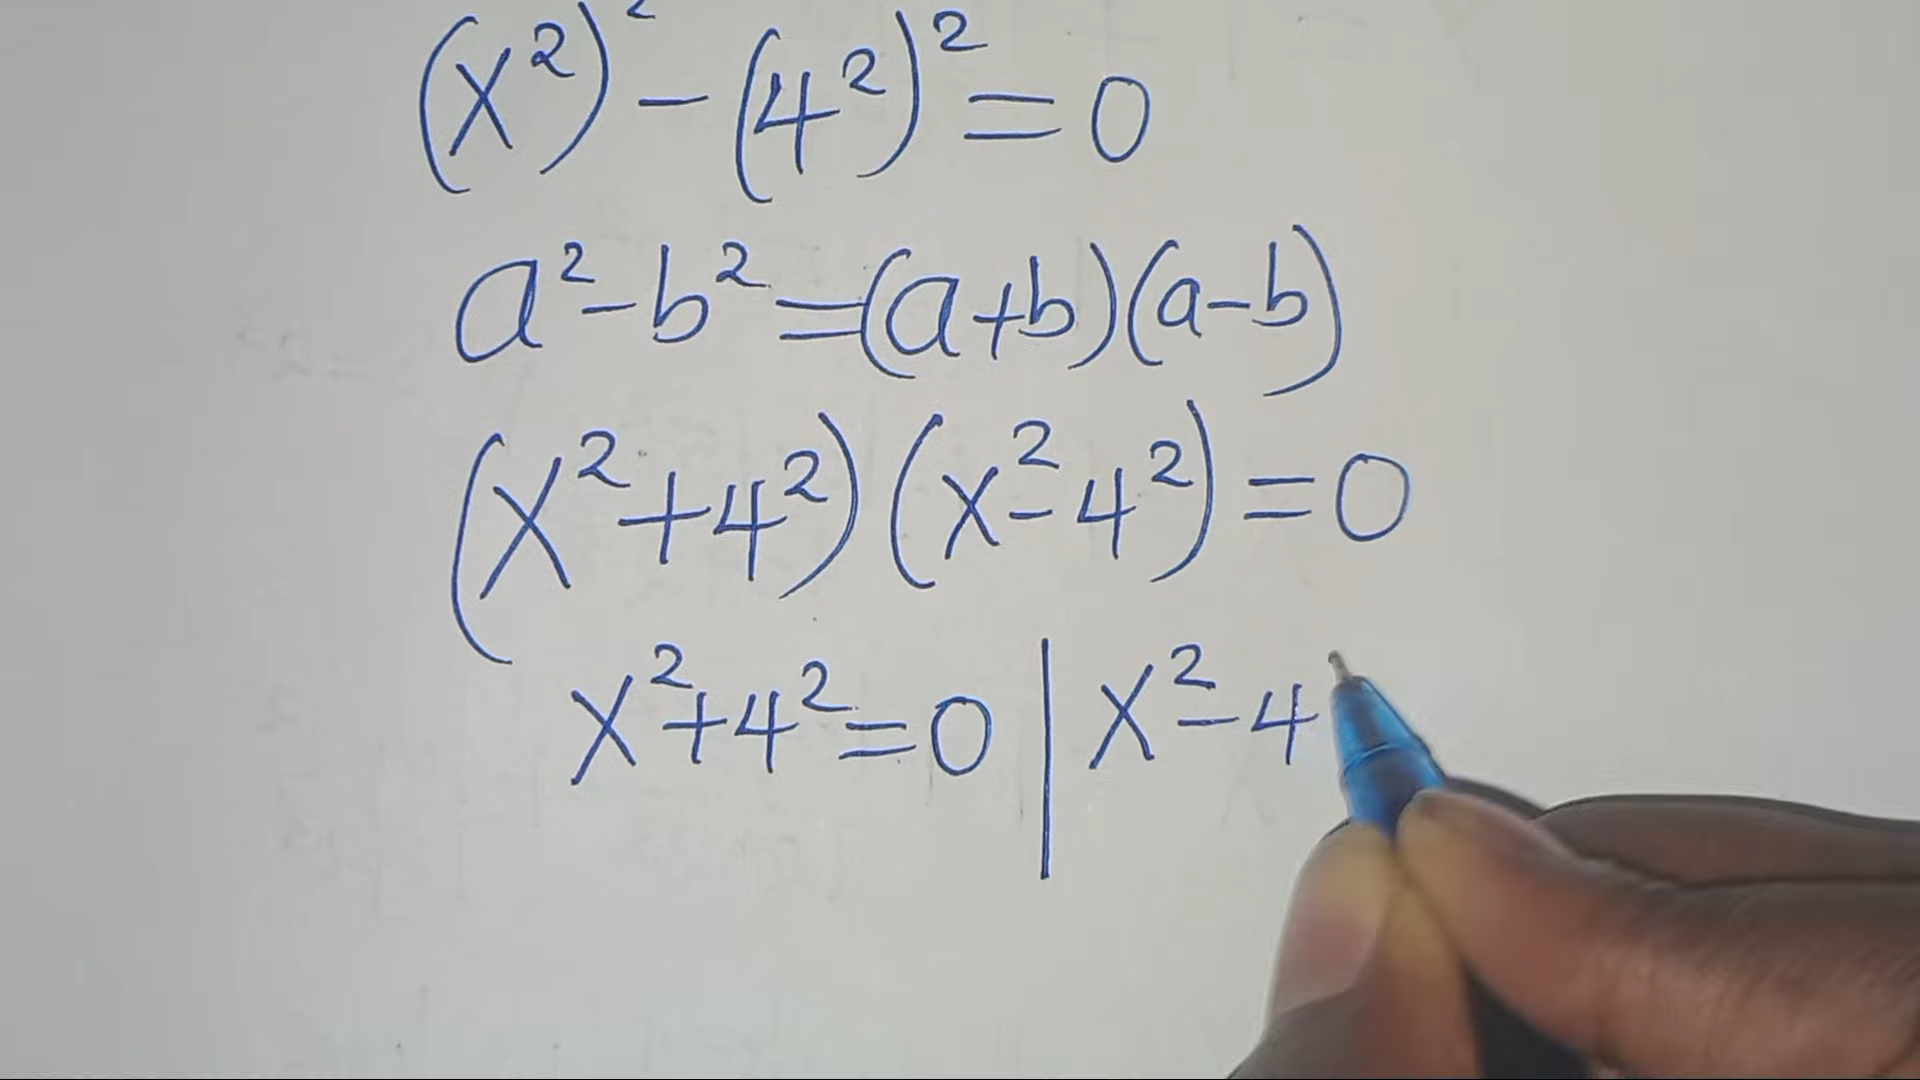 (x²)² - (4²)² = 0
a² - b² = (a+b)(a-b)
(x² + 4²)(x² - 4²) = 0
x² + 4² = 0 | x² - 4